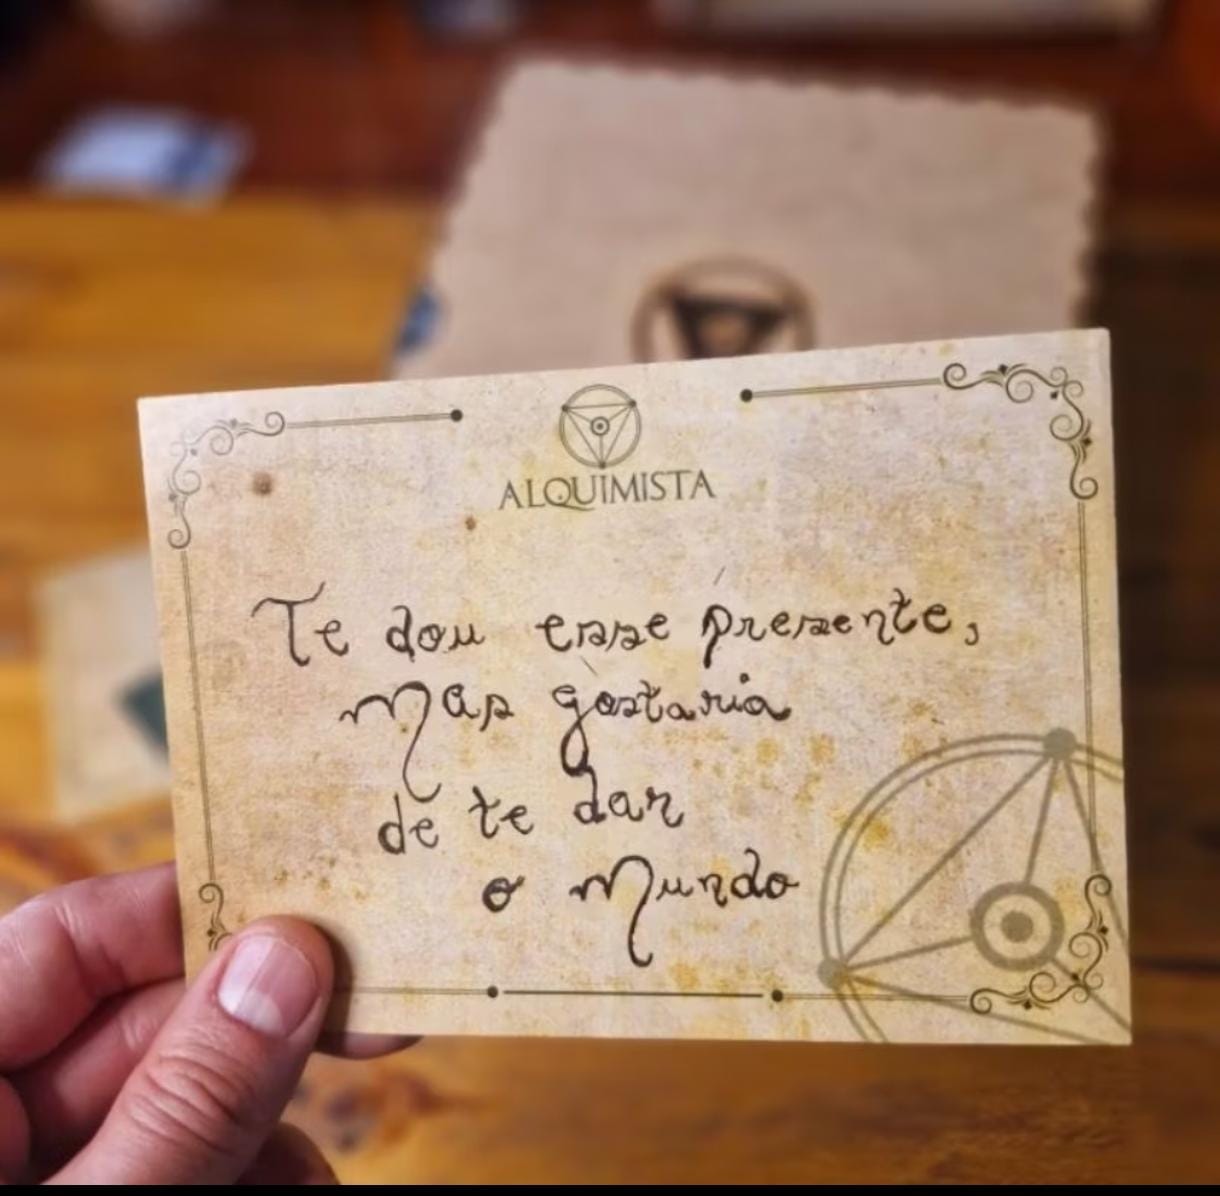 ALQUIMISTA
Te dou esse presente,
mas gostaria
de te dar
o mundo